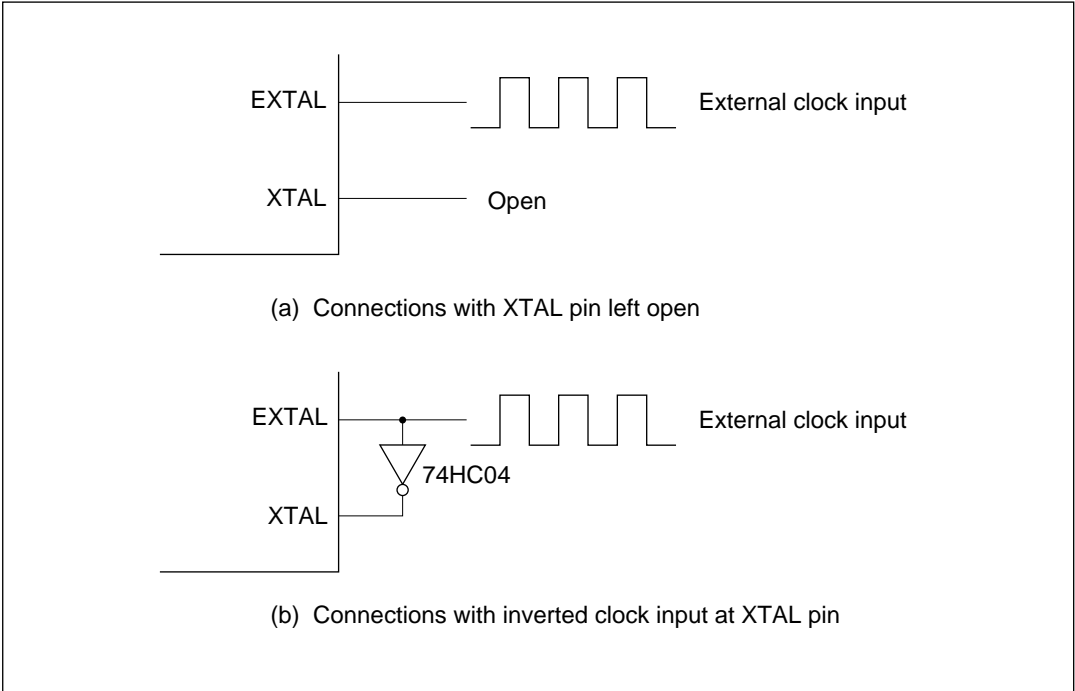 EXTAL
External clock input
XTAL
Open
(a) Connections with XTAL pin left open
EXTAL
External clock input
74HC04
XTAL
(b) Connections with inverted clock input at XTAL pin